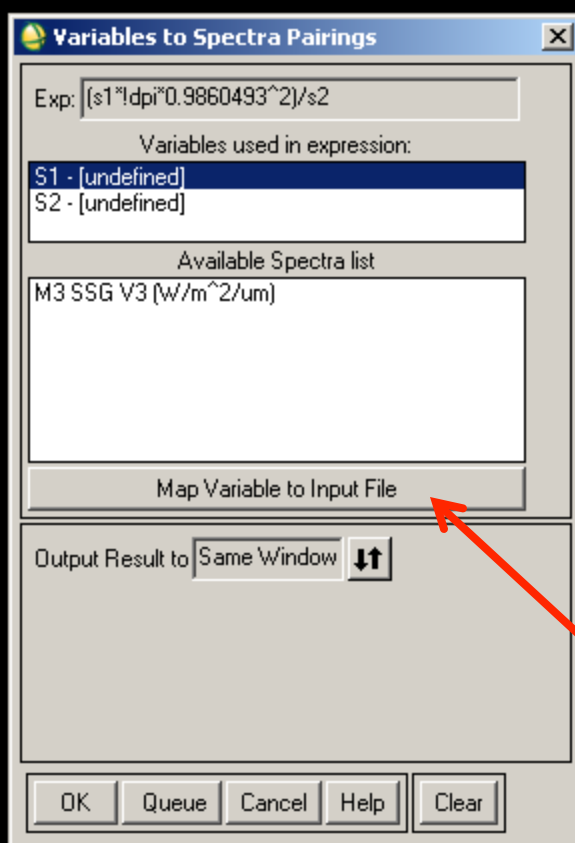 Variables to Spectra Pairings
Exp: (s1*!dpi*0.9860493^2)/s2
Variables used in expression:
S1 - [undefined]
S2 - [undefined]
Available Spectra list
M3 SSG V3 (W/m^2/um)
Map Variable to Input File
Output Result to Same Window
OK Queue Cancel Help Clear